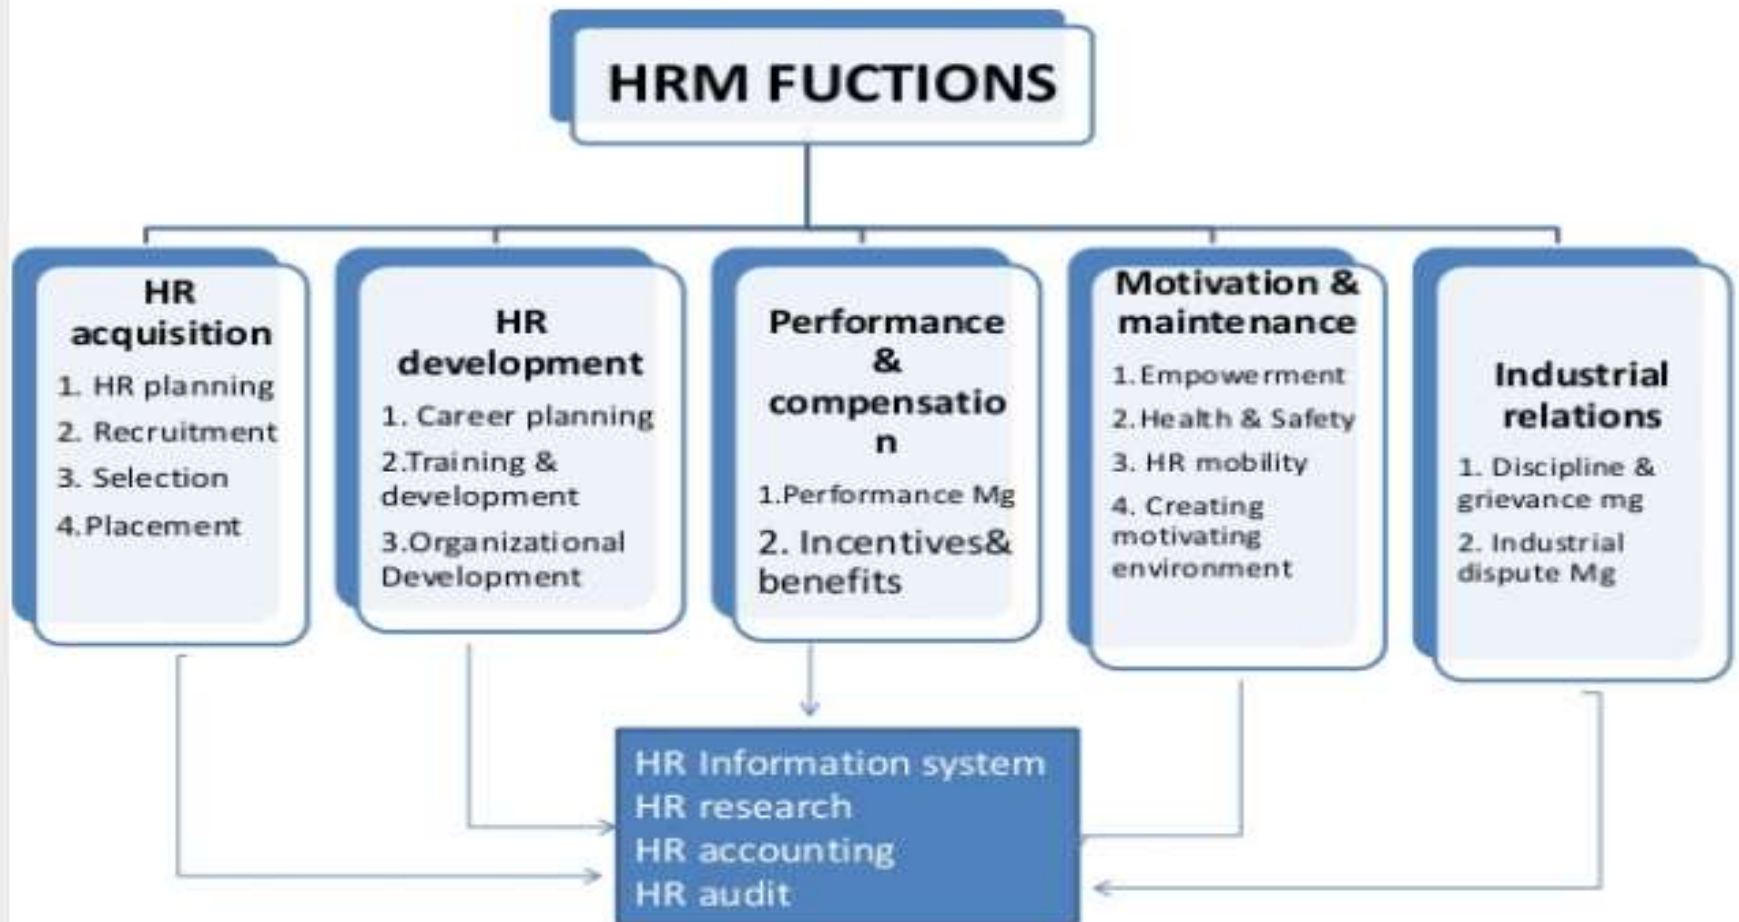 HRM FUCTIONS
HR
acquisition
1. HR planning
2. Recruitment
3. Selection
4.Placement
HR
development
1. Career planning
2.Training &
development
3.Organizational
Development
Performance
&
compensatio
n
1.Performance Mg
2. Incentives&
benefits
Motivation &
maintenance
1.Empowerment
2.Health & Safety
3. HR mobility
4. Creating
motivating
environment
Industrial
relations
1. Discipline &
grievance mg
2. Industrial
dispute Mg
HR Information system
HR research
HR accounting
HR audit